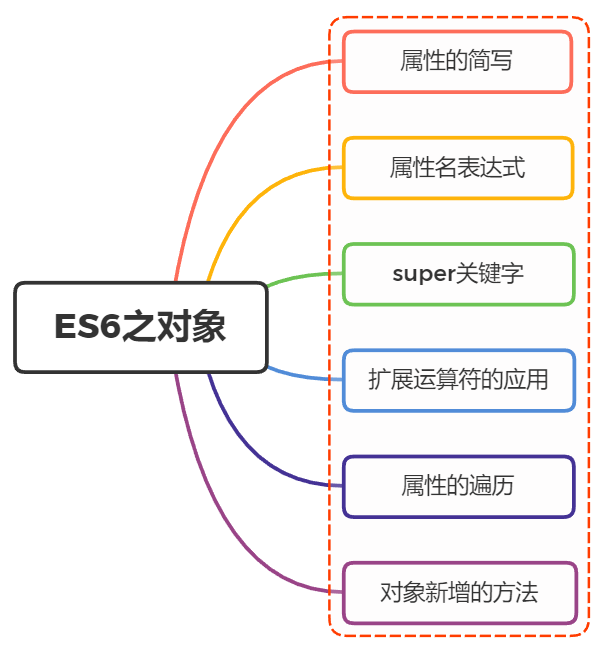 属性的简写
属性名表达式
super关键字
ES6之对象
扩展运算符的应用
属性的遍历
对象新增的方法